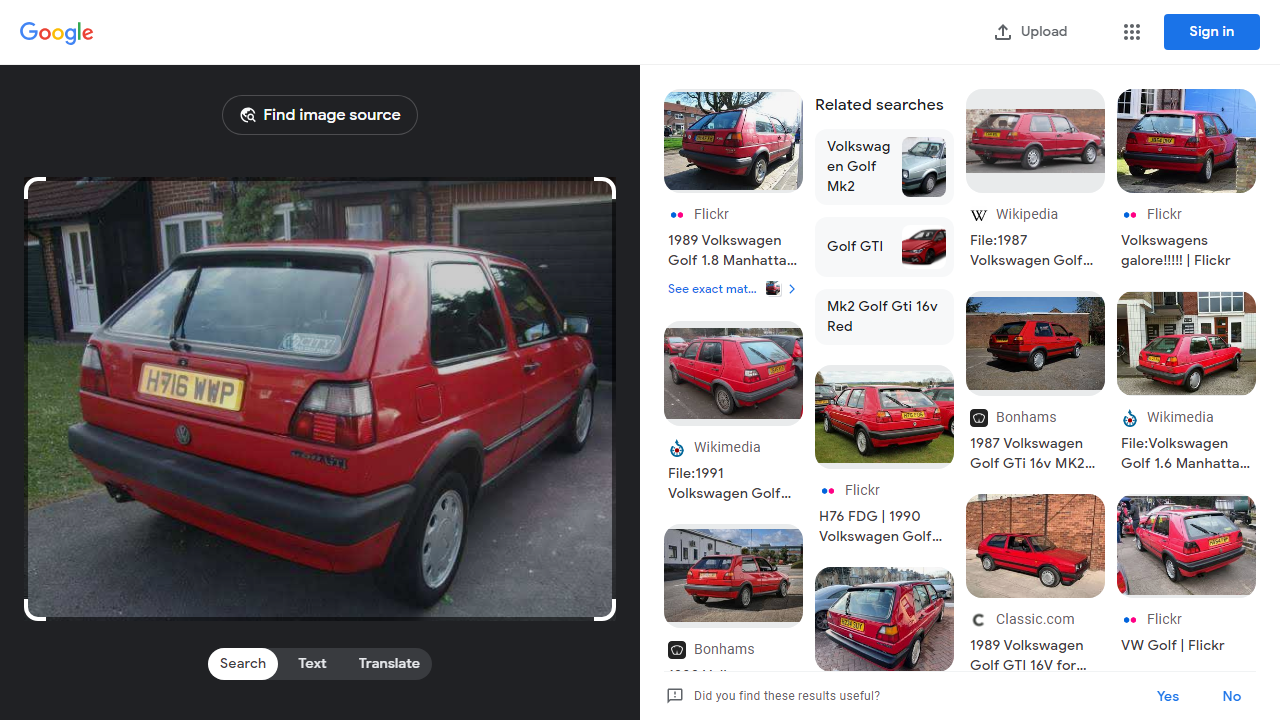 Google
Upload
Sign in
Find image source
CITY
H716 WWP
Golf GTI
Search
Text
Translate
Flickr
1989 Volkswagen
Golf 1.8 Manhatta...
See exact mat...
Wikimedia
File:1991
Volkswagen Golf...
Bonhams
Related searches
Volkswag
en Golf
Mk2
Golf GTI
Mk2 Golf Gti 16v
Red
Flickr
H76 FDG | 1990
Volkswagen Golf...
Wikipedia
File:1987
Volkswagen Golf...
Bonhams
1987 Volkswagen
Golf GTi 16v MK2...
Classic.com
1989 Volkswagen
Golf GTI 16V for...
Flickr
Volkswagens
galore!!!!! | Flickr
Wikimedia
File:Volkswagen
Golf 1.6 Manhatta...
Flickr
VW Golf | Flickr
Did you find these results useful?
Yes
No